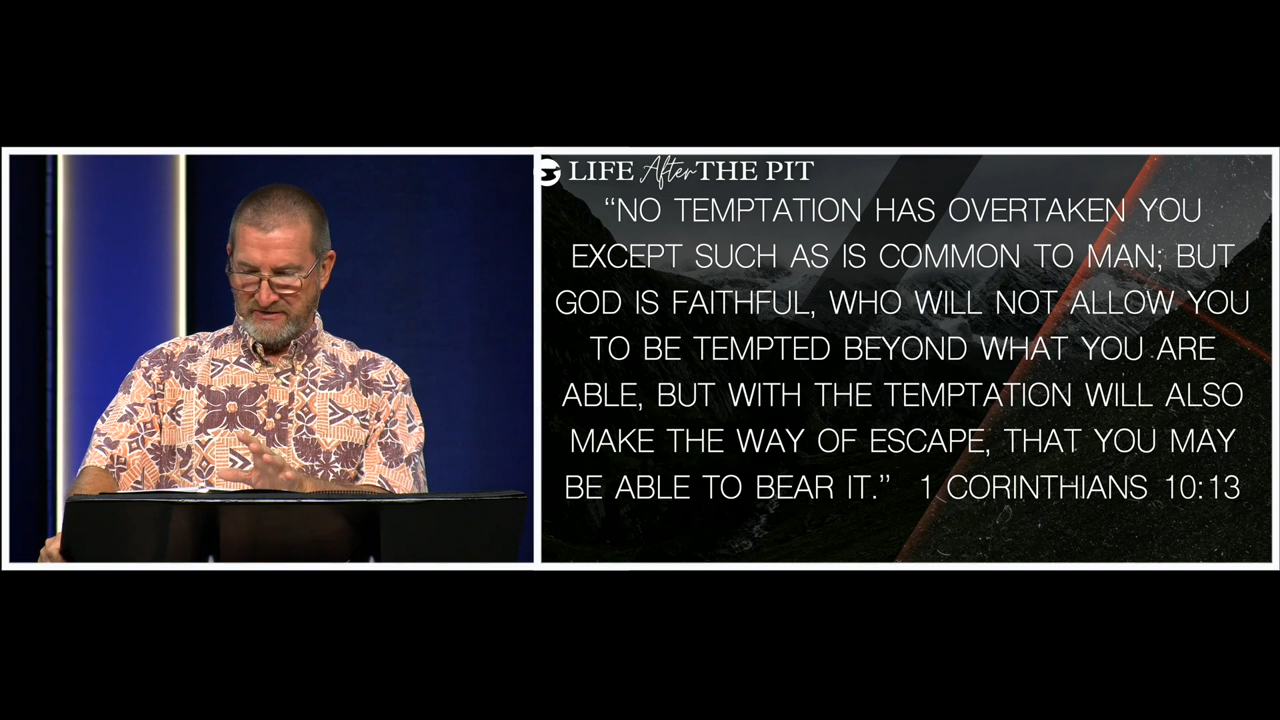 LIFE After THE PIT
“NO TEMPTATION HAS OVERTAKEN YOU
EXCEPT SUCH AS IS COMMON TO MAN; BUT
GOD IS FAITHFUL, WHO WILL NOT ALLOW YOU
TO BE TEMPTED BEYOND WHAT YOU ARE
ABLE, BUT WITH THE TEMPTATION WILL ALSO
MAKE THE WAY OF ESCAPE, THAT YOU MAY
BE ABLE TO BEAR IT.” 1 CORINTHIANS 10:13